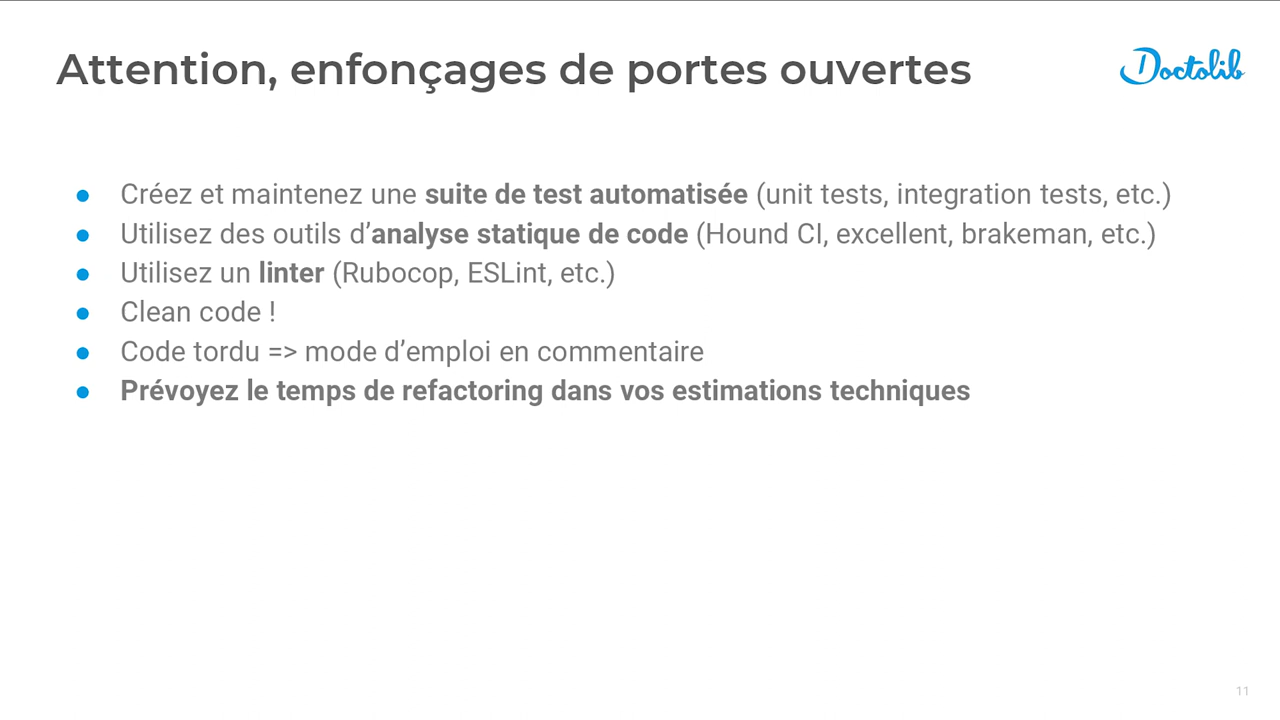 Attention, enfonçages de portes ouvertes
Doctolib
● Créez et maintenez une suite de test automatisée (unit tests, integration tests, etc.)
● Utilisez des outils d’analyse statique de code (Hound CI, excellent, brakeman, etc.)
● Utilisez un linter (Rubocop, ESLint, etc.)
● Clean code !
● Code tordu => mode d’emploi en commentaire
● Prévoyez le temps de refactoring dans vos estimations techniques
11